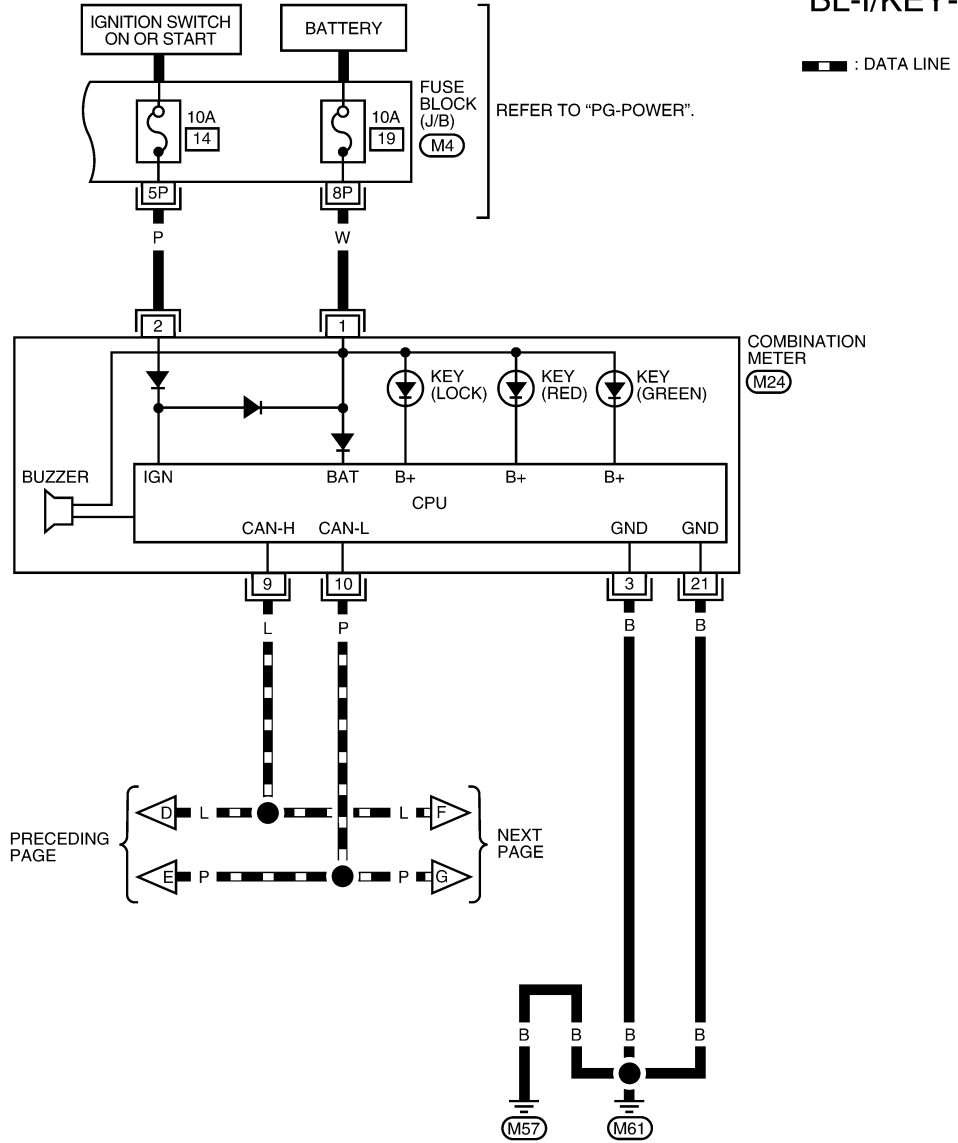 BL-I/KEY-
IGNITION SWITCH
ON OR START
BATTERY
: DATA LINE
FUSE
BLOCK
(J/B)
M4
REFER TO “PG-POWER”.
10A
14
10A
19
5P
8P
P
W
2
1
COMBINATION
METER
M24
KEY
(LOCK)
KEY
(RED)
KEY
(GREEN)
BUZZER
IGN
BAT
B+
B+
B+
CPU
CAN-H
CAN-L
GND
GND
9
10
3
21
L
P
B
B
PRECEDING
PAGE
D
L
L
F
E
P
P
G
NEXT
PAGE
B
B
B
B
M57
M61